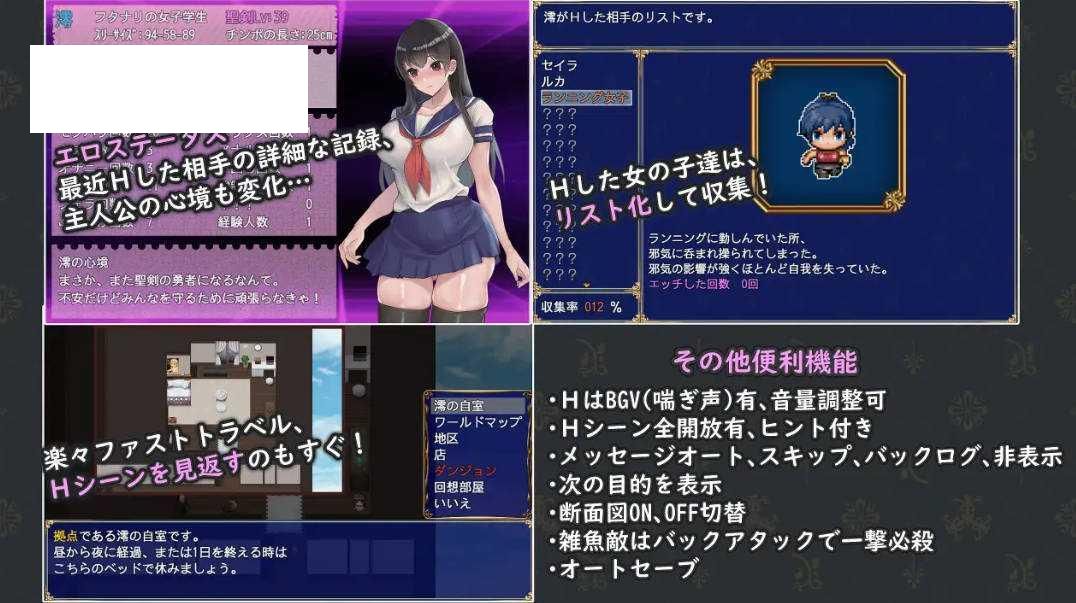 澪 フタナリの女子学生 聖剣Lv:39
ｽﾘｰｻｲｽﾞ:94-58-89 チンポの長さ:25cm
エロステータス
最近Hした相手の詳細な記録、
主人公の心境も変化…
0
経験人数 1
澪の心境
まさか、また聖剣の勇者になるなんて。
不安だけどみんなを守るために頑張らなきゃ！
澪がHした相手のリストです。
セイラ
ルカ
ランニング女子
？？？
？？？
？？？
？？？
？？？
？？？
？？？
？？？
？？？
Hした女の子達は、
リスト化して収集！
ランニングに勤しんでいた所、
邪気に呑まれ操られてしまった。
邪気の影響が強くほとんど自我を失っていた。
エッチした回数 0回
収集率 012 %
楽々ファストトラベル、
Hシーンを見返すのもすぐ！
澪の自室
ワールドマップ
地区
店
ダンジョン
回想部屋
いいえ
拠点である澪の自室です。
昼から夜に経過、または1日を終える時は
こちらのベッドで休みましょう。
その他便利機能
・HはBGV(喘ぎ声)有、音量調整可
・Hシーン全開放有、ヒント付き
・メッセージオート、スキップ、バックログ、非表示
・次の目的を表示
・断面図ON、OFF切替
・雑魚敵はバックアタックで一撃必殺
・オートセーブ